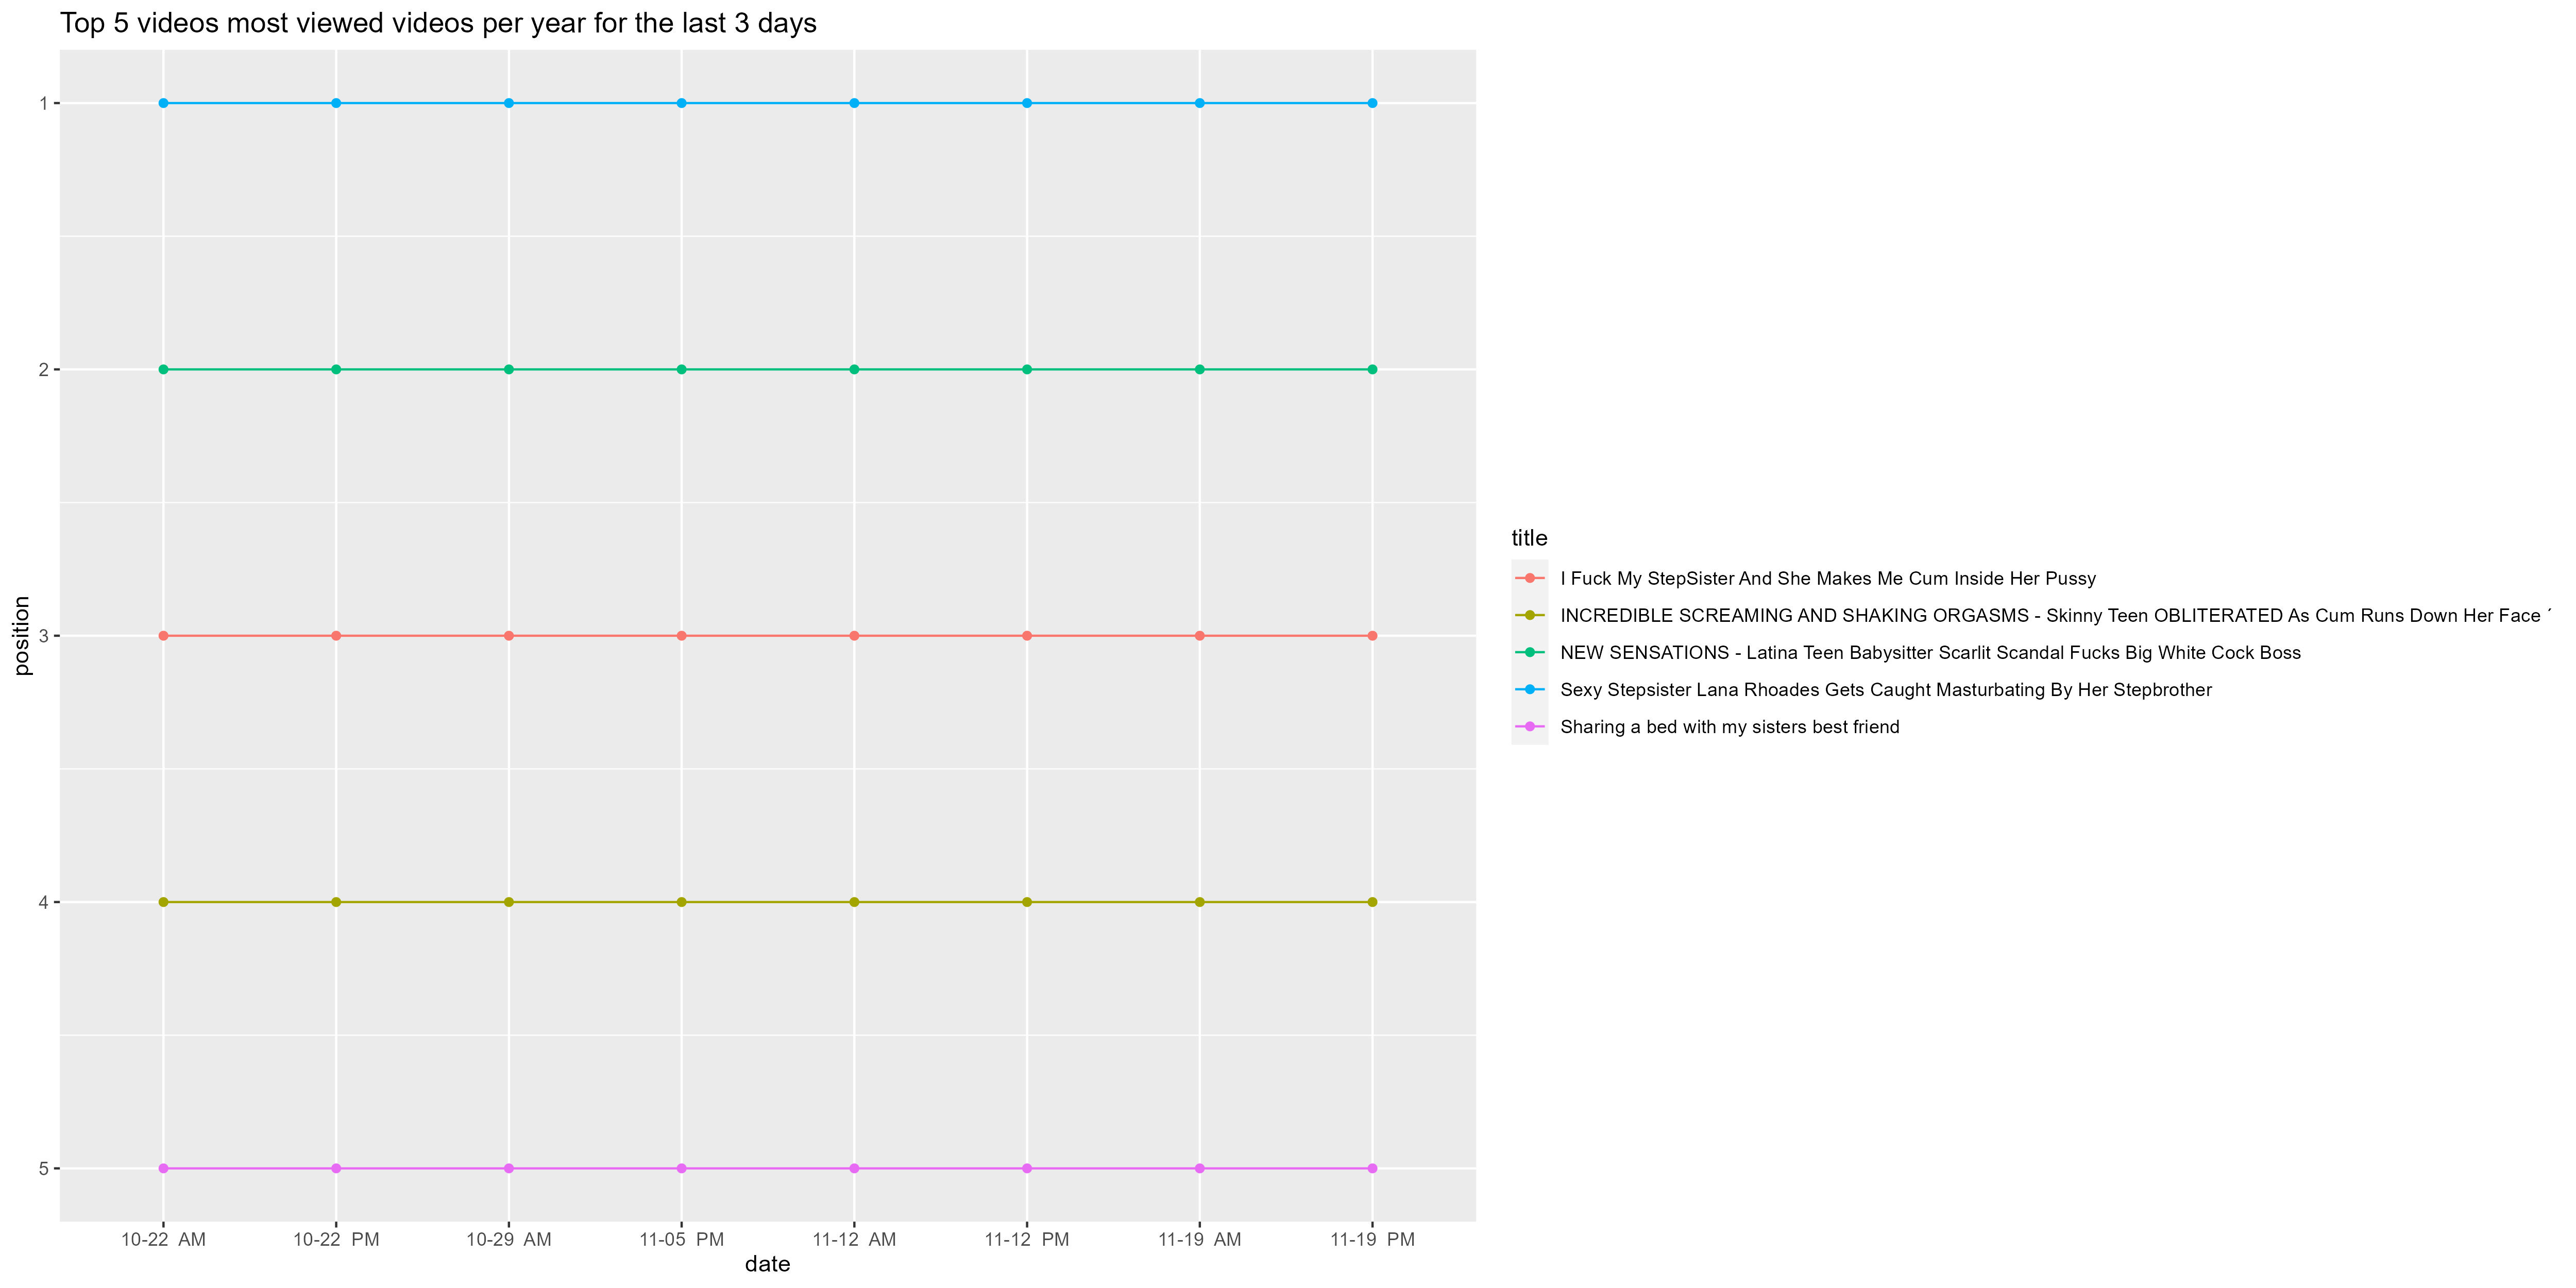 Top 5 videos most viewed videos per year for the last 3 days
1
2
3
4
5
position
10-22 AM 10-22 PM 10-29 AM 11-05 PM 11-12 AM 11-12 PM 11-19 AM 11-19 PM
date
title
I Fuck My StepSister And She Makes Me Cum Inside Her Pussy
INCREDIBLE SCREAMING AND SHAKING ORGASMS - Skinny Teen OBLITERATED As Cum Runs Down Her Face
NEW SENSATIONS - Latina Teen Babysitter Scarlit Scandal Fucks Big White Cock Boss
Sexy Stepsister Lana Rhoades Gets Caught Masturbating By Her Stepbrother
Sharing a bed with my sisters best friend